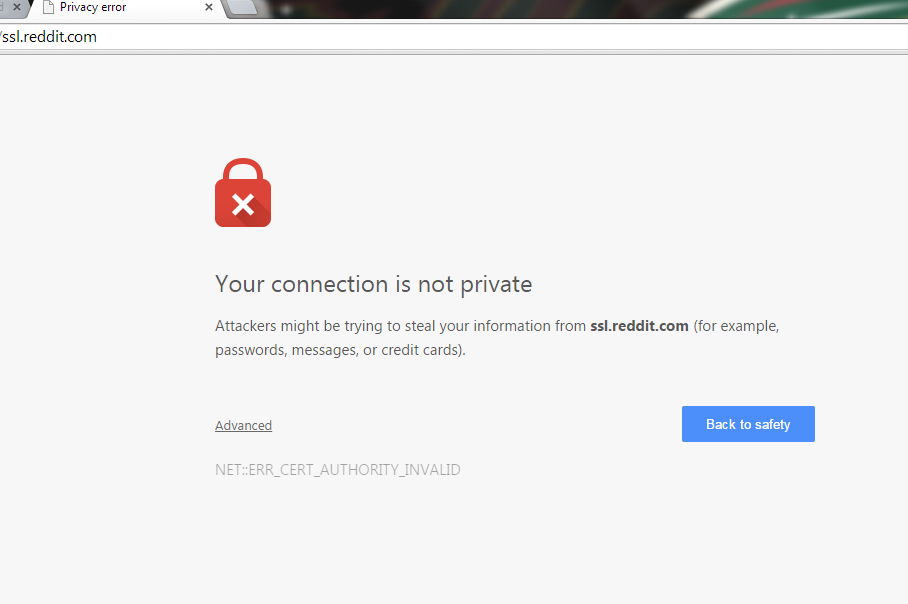 Privacy error
/ssl.reddit.com
Your connection is not private
Attackers might be trying to steal your information from ssl.reddit.com (for example,
passwords, messages, or credit cards).
Advanced
Back to safety
NET::ERR_CERT_AUTHORITY_INVALID